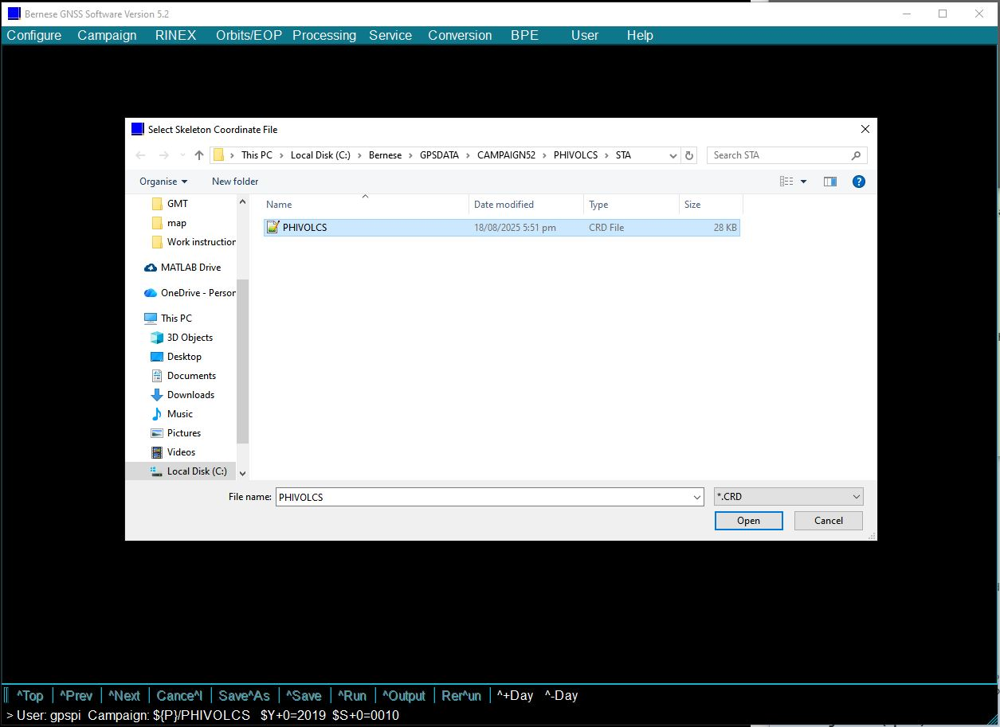 Bernese GNSS Software Version 5.2
Configure Campaign RINEX Orbits/EOP Processing Service Conversion BPE User Help
Select Skeleton Coordinate File
This PC Local Disk (C:) Bernese GPSDATA CAMPAIGN52 PHIVOLCS STA Search STA
Organise New folder
Name Date modified Type Size
PHIVOLCS 18/08/2025 5:51 pm CRD File 28 KB
GMT
map
Work instruction
MATLAB Drive
OneDrive - Person
This PC
3D Objects
Desktop
Documents
Downloads
Music
Pictures
Videos
Local Disk (C:)
File name: PHIVOLCS *.CRD
Open Cancel
^Top ^Prev ^Next Cance^l Save^As ^Save ^Run ^Output Rer^un ^+Day ^-Day
> User: gpspi Campaign: ${P}/PHIVOLCS $Y+0=2019 $S+0=0010